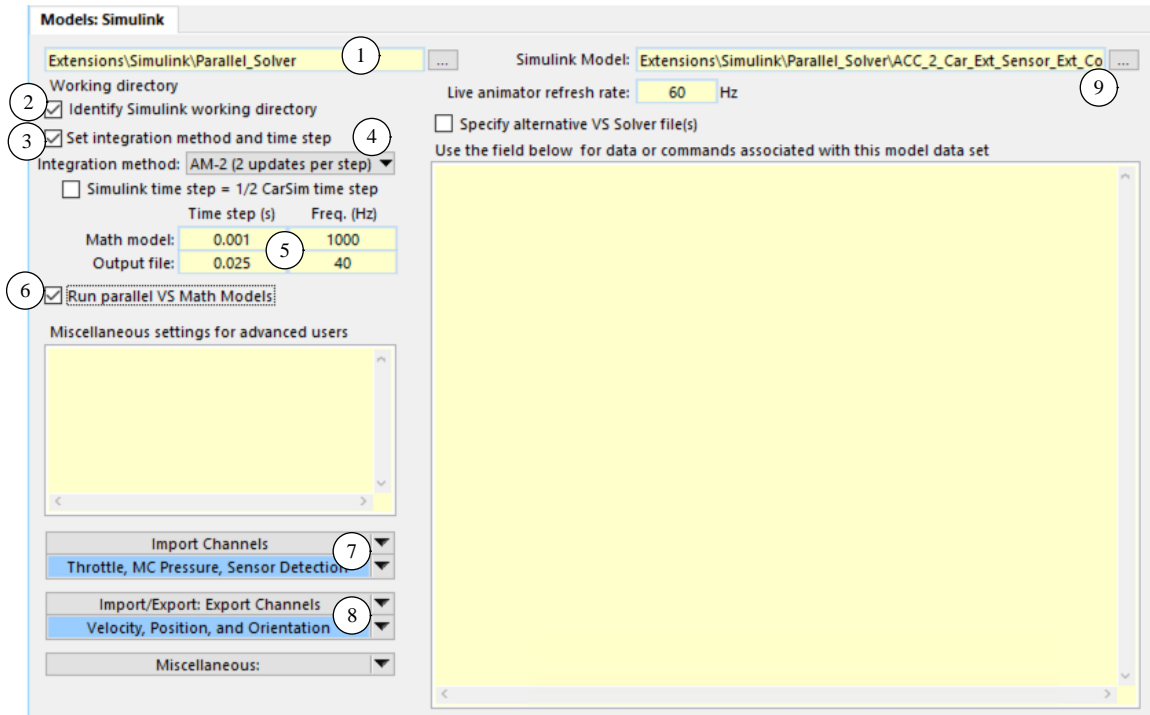 Models: Simulink
Extensions\Simulink\Parallel_Solver 1 ... Simulink Model: Extensions\Simulink\Parallel_Solver\ACC_2_Car_Ext_Sensor_Ext_Co ...
Working directory
9
Live animator refresh rate: 60 Hz
2 Identify Simulink working directory
Specify alternative VS Solver file(s)
3 Set integration method and time step 4
Use the field below for data or commands associated with this model data set
Integration method: AM-2 (2 updates per step)
Simulink time step = 1/2 CarSim time step
Time step (s) Freq. (Hz)
Math model: 0.001 1000
5
Output file: 0.025 40
6 Run parallel VS Math Models
Miscellaneous settings for advanced users
Import Channels
7
Throttle, MC Pressure, Sensor Detection
Import/Export: Export Channels
8
Velocity, Position, and Orientation
Miscellaneous: